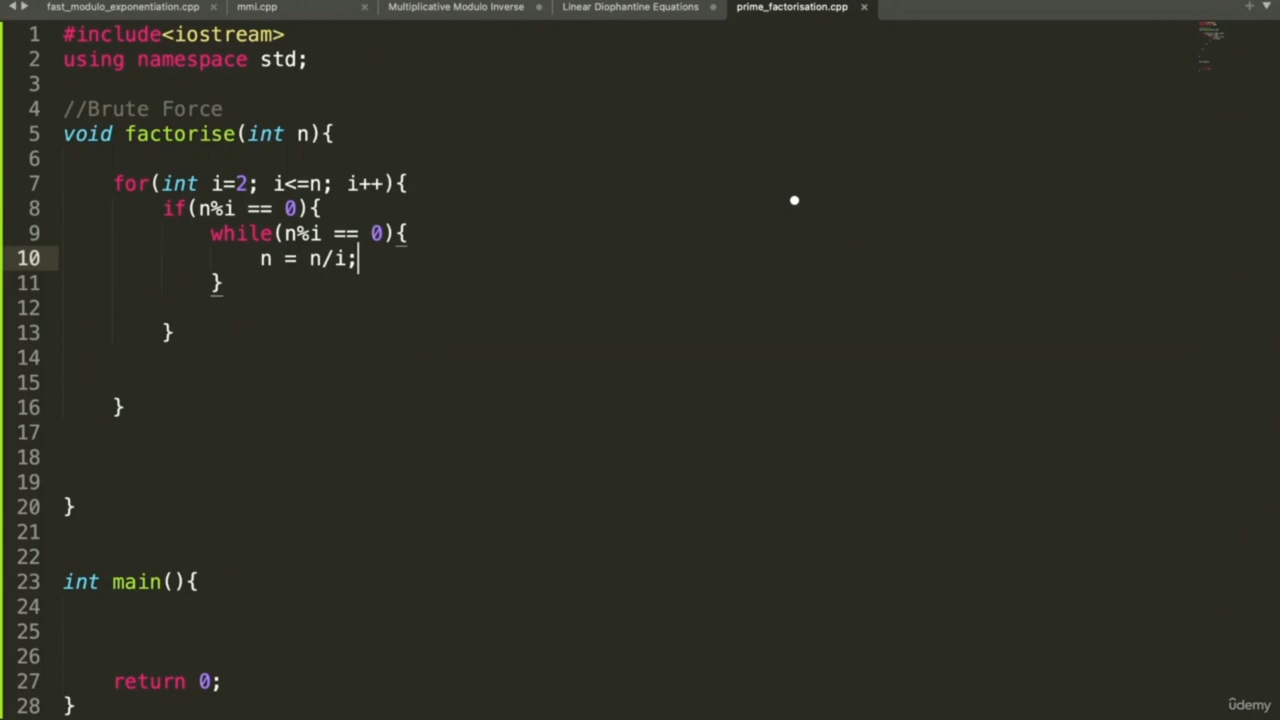 fast_modulo_exponentiation.cpp × mmi.cpp × Multiplicative Modulo Inverse Linear Diophantine Equations prime_factorisation.cpp ×
1 #include<iostream>
2 using namespace std;
3
4 //Brute Force
5 void factorise(int n){
6
7 for(int i=2; i<=n; i++){
8 if(n%i == 0){
9 while(n%i == 0){
10 n = n/i;
11 }
12
13 }
14
15
16 }
17
18
19
20 }
21
22
23 int main(){
24
25
26
27 return 0;
28 }
ûdemy